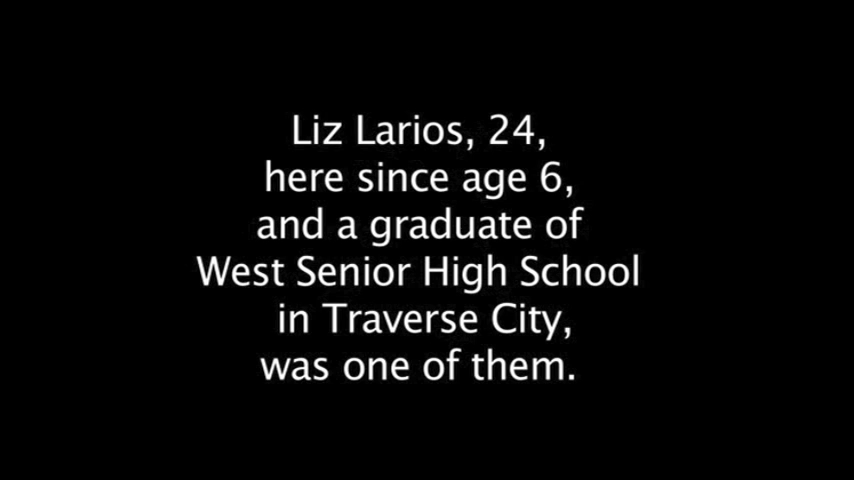 Liz Larios, 24,
here since age 6,
and a graduate of
West Senior High School
in Traverse City,
was one of them.